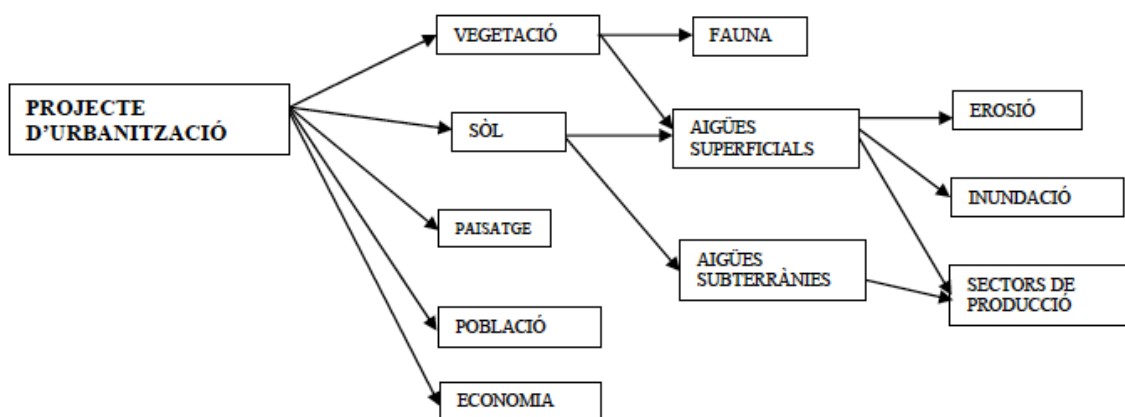 VEGETACIÓ
FAUNA
PROJECTE
D'URBANITZACIÓ
SÒL
AIGÜES
SUPERFICIALS
EROSIÓ
INUNDACIÓ
PAISATGE
AIGÜES
SUBTERRÀNIES
SECTORS DE
PRODUCCIÓ
POBLACIÓ
ECONOMIA